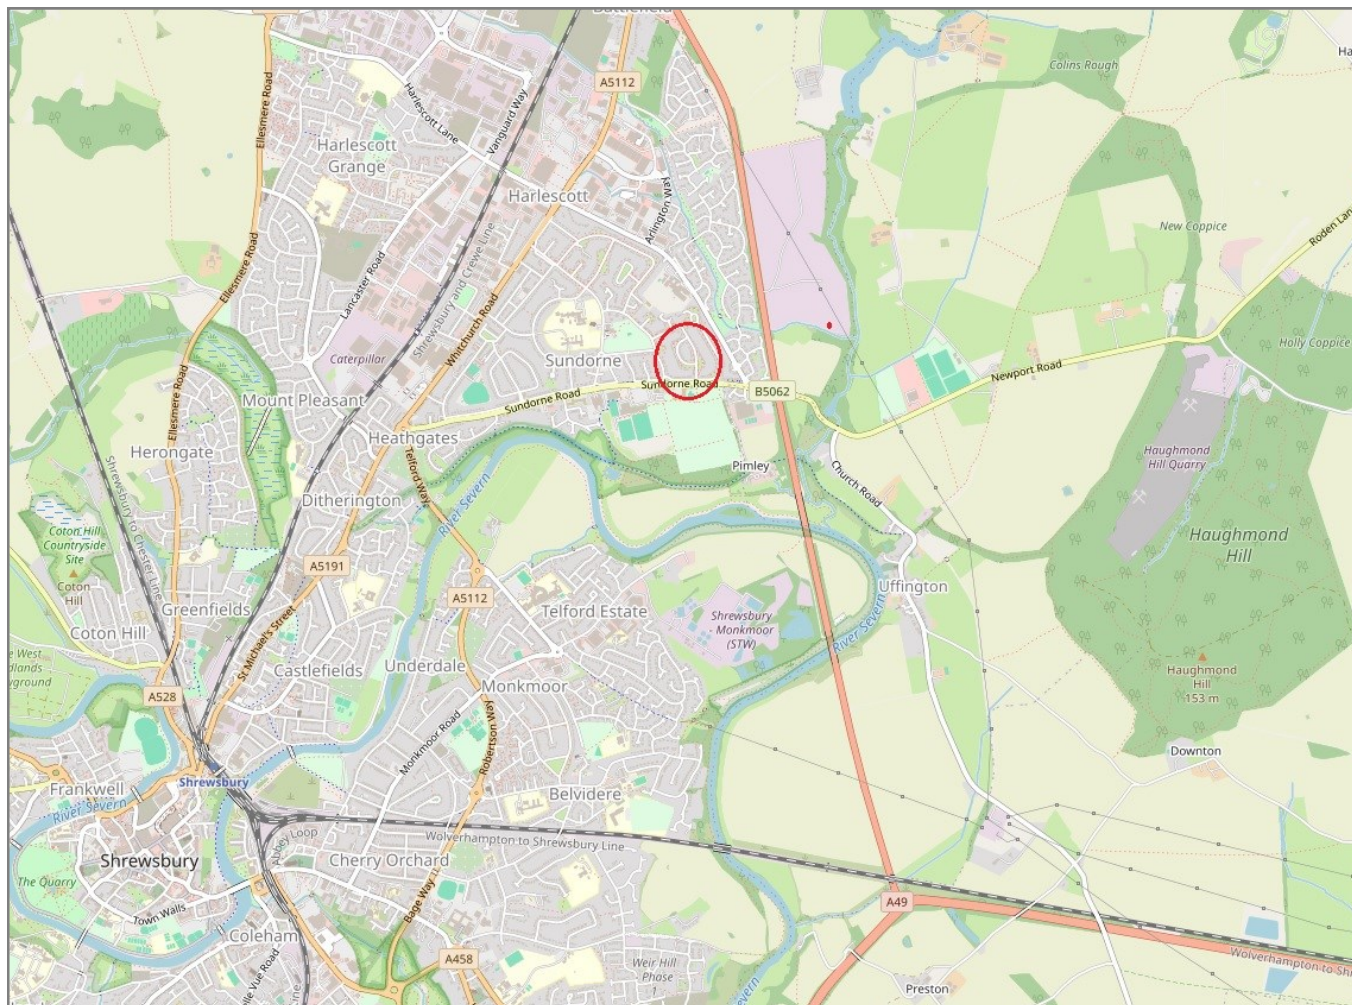 Battlefield
Colins Rough
A5112
Ellesmere Road
Harlescott Lane
Vanguard Way
Harlescott
Grange
Harlescott
Arlington Way
New Coppice
Roden Lan
Ellesmere Road
Lancaster Road
Shrewsbury and Crewe Line
Whitchurch Road
Caterpillar
Sundorne
Holly Coppice
Newport Road
Sundorne Road
B5062
Sundorne Road
Mount Pleasant
Ellesmere Road
Heathgates
Herongate
Telford Way
Pimley
Church Road
Haughmond
Hill Quarry
Shrewsbury to Chester Line
Ditherington
River Severn
Coton Hill
Countryside
Site
Haughmond
Hill
A5191
Coton
Hill
A5112
Uffington
Greenfields
Telford Estate
Shrewsbury
Monkmoor
(STW)
River Severn
Coton Hill
St Michael's Street
Castlefields
Underdale
Monkmoor
Haughmond
Hill
153 m
A528
Monkmoor Road
Robertson Way
Downton
Shrewsbury
Frankwell
River Severn
Belvidere
Abbey Loop
Wolverhampton to Shrewsbury Line
Shrewsbury
Cherry Orchard
The Quarry
Town Walls
Bage Way
A49
Coleham
A458
Wolverhampton to Shrewsb
Weir Hill
Phase
1
Preston